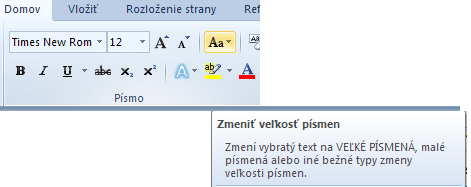 Domov Vložiť Rozloženie strany Ref
Times New Rom 12 A A Aa
B I U abc x₂ x² A ab A
Písmo
Zmeniť veľkosť písmen
Zmení vybratý text na VEĽKÉ PÍSMENÁ, malé
písmená alebo iné bežné typy zmeny
veľkosti písmen.